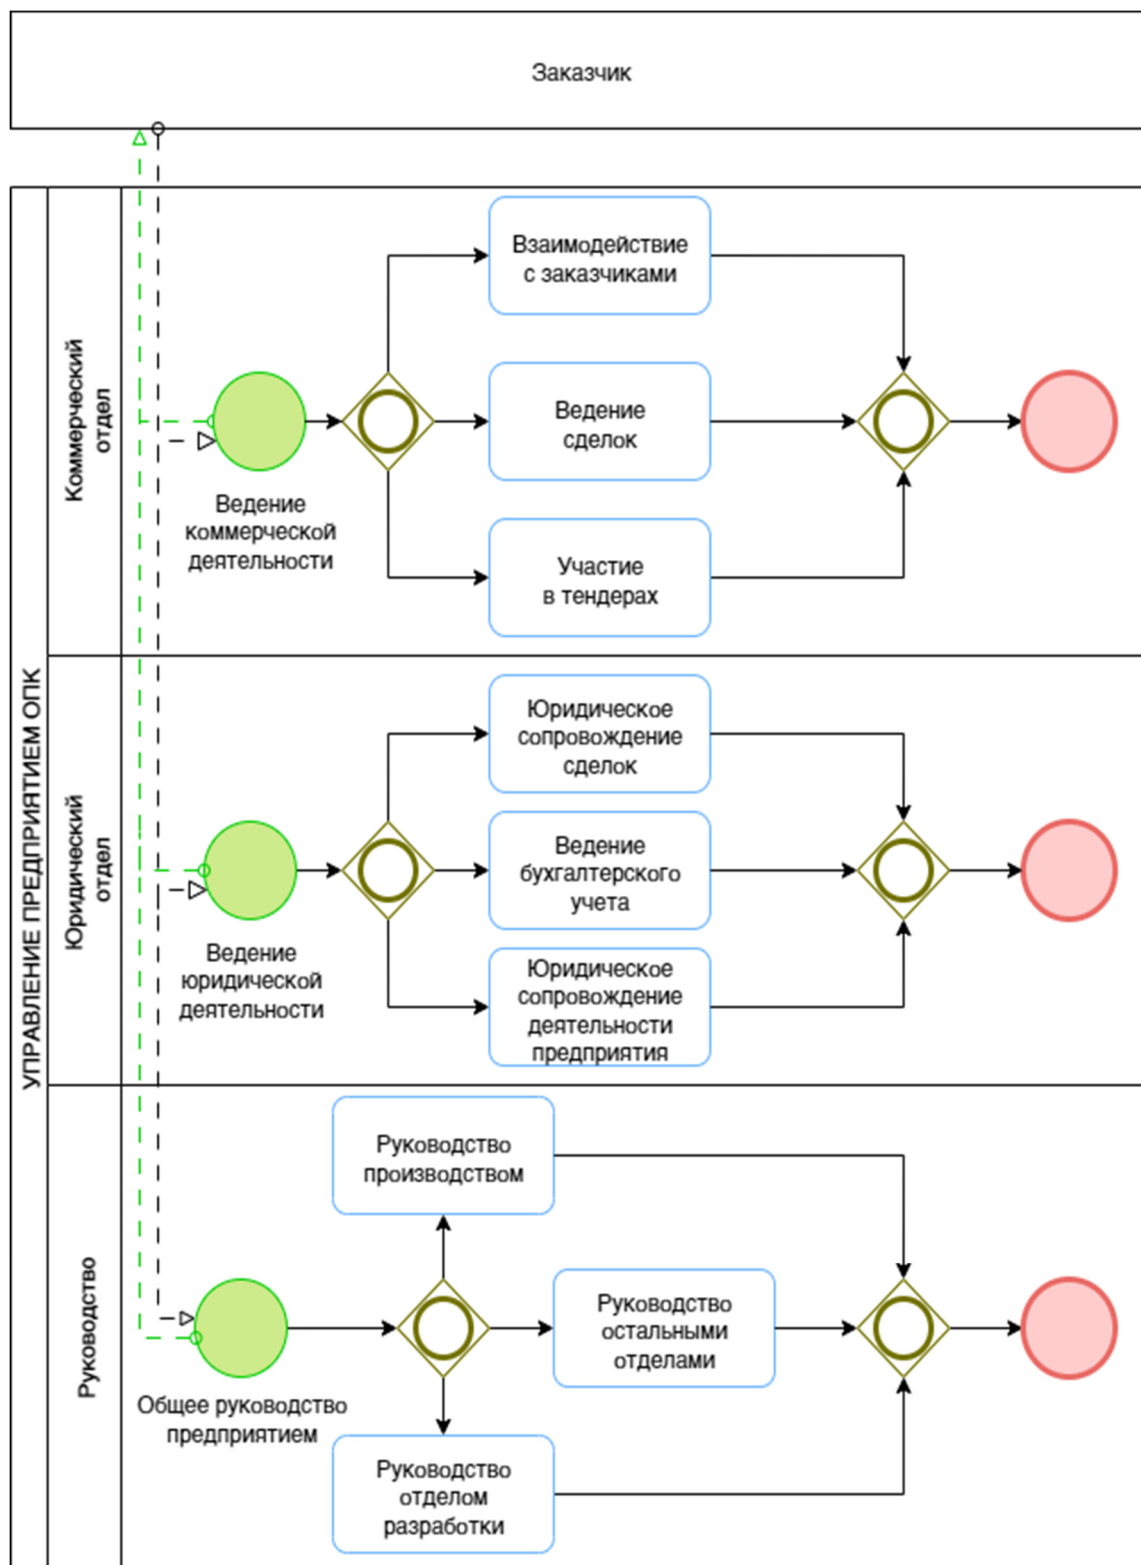 Заказчик
УПРАВЛЕНИЕ ПРЕДПРИЯТИЕМ ОПК
Коммерческий
отдел
Взаимодействие
с заказчиками
Ведение
сделок
Ведение
коммерческой
деятельности
Участие
в тендерах
Юридический
отдел
Юридическое
сопровождение
сделок
Ведение
бухгалтерского
учета
Ведение
юридической
деятельности
Юридическое
сопровождение
деятельности
предприятия
Руководство
Руководство
производством
Руководство
остальными
отделами
Общее руководство
предприятием
Руководство
отделом
разработки